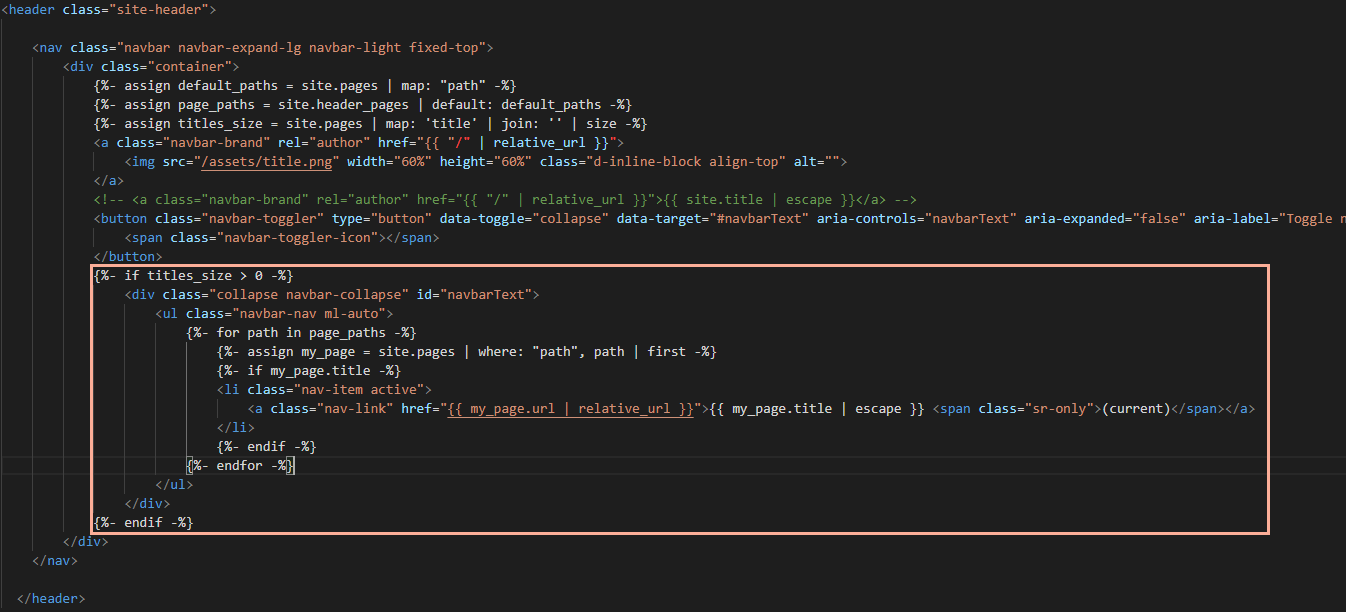 <header class="site-header">
<nav class="navbar navbar-expand-lg navbar-light fixed-top">
<div class="container">
{%- assign default_paths = site.pages | map: "path" -%}
{%- assign page_paths = site.header_pages | default: default_paths -%}
{%- assign titles_size = site.pages | map: 'title' | join: '' | size -%}
<a class="navbar-brand" rel="author" href="{{ "/" | relative_url }}">
<img src="/assets/title.png" width="60%" height="60%" class="d-inline-block align-top" alt="">
</a>
<!-- <a class="navbar-brand" rel="author" href="{{ "/" | relative_url }}">{{ site.title | escape }}</a> -->
<button class="navbar-toggler" type="button" data-toggle="collapse" data-target="#navbarText" aria-controls="navbarText" aria-expanded="false" aria-label="Toggle n
<span class="navbar-toggler-icon"></span>
</button>
{%- if titles_size > 0 -%}
<div class="collapse navbar-collapse" id="navbarText">
<ul class="navbar-nav ml-auto">
{%- for path in page_paths -%}
{%- assign my_page = site.pages | where: "path", path | first -%}
{%- if my_page.title -%}
<li class="nav-item active">
<a class="nav-link" href="{{ my_page.url | relative_url }}">{{ my_page.title | escape }} <span class="sr-only">(current)</span></a>
</li>
{%- endif -%}
{%- endfor -%}
</ul>
</div>
{%- endif -%}
</div>
</nav>
</header>